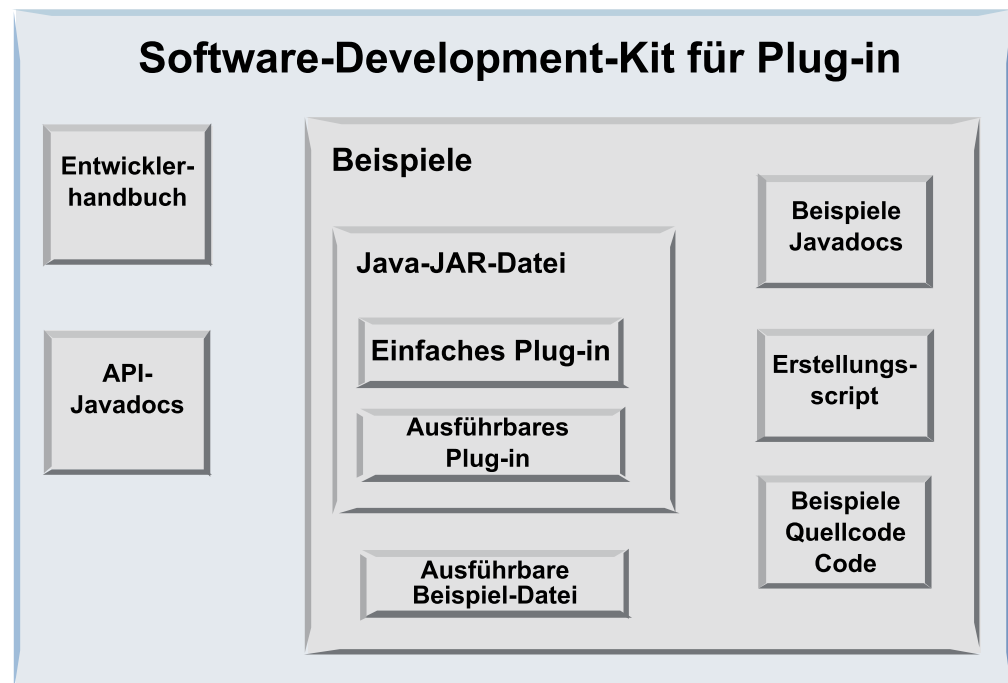 Software-Development-Kit für Plug-in
Entwickler-
handbuch
API-
Javadocs
Beispiele
Java-JAR-Datei
Einfaches Plug-in
Ausführbares
Plug-in
Ausführbare
Beispiel-Datei
Beispiele
Javadocs
Erstellungs-
script
Beispiele
Quellcode
Code